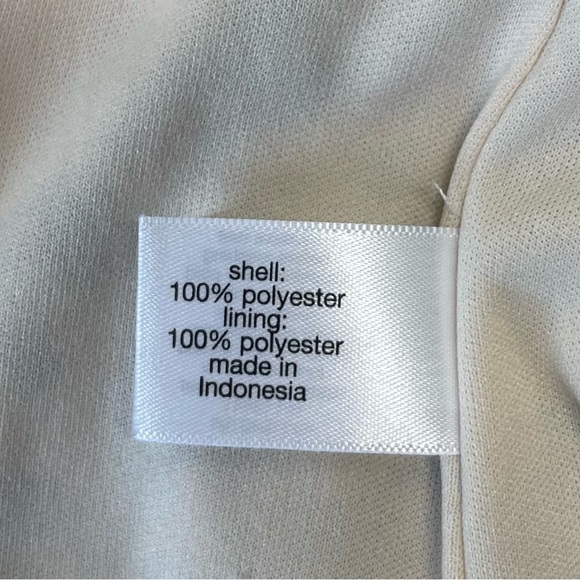 shell:
100% polyester
lining:
100% polyester
made in
Indonesia